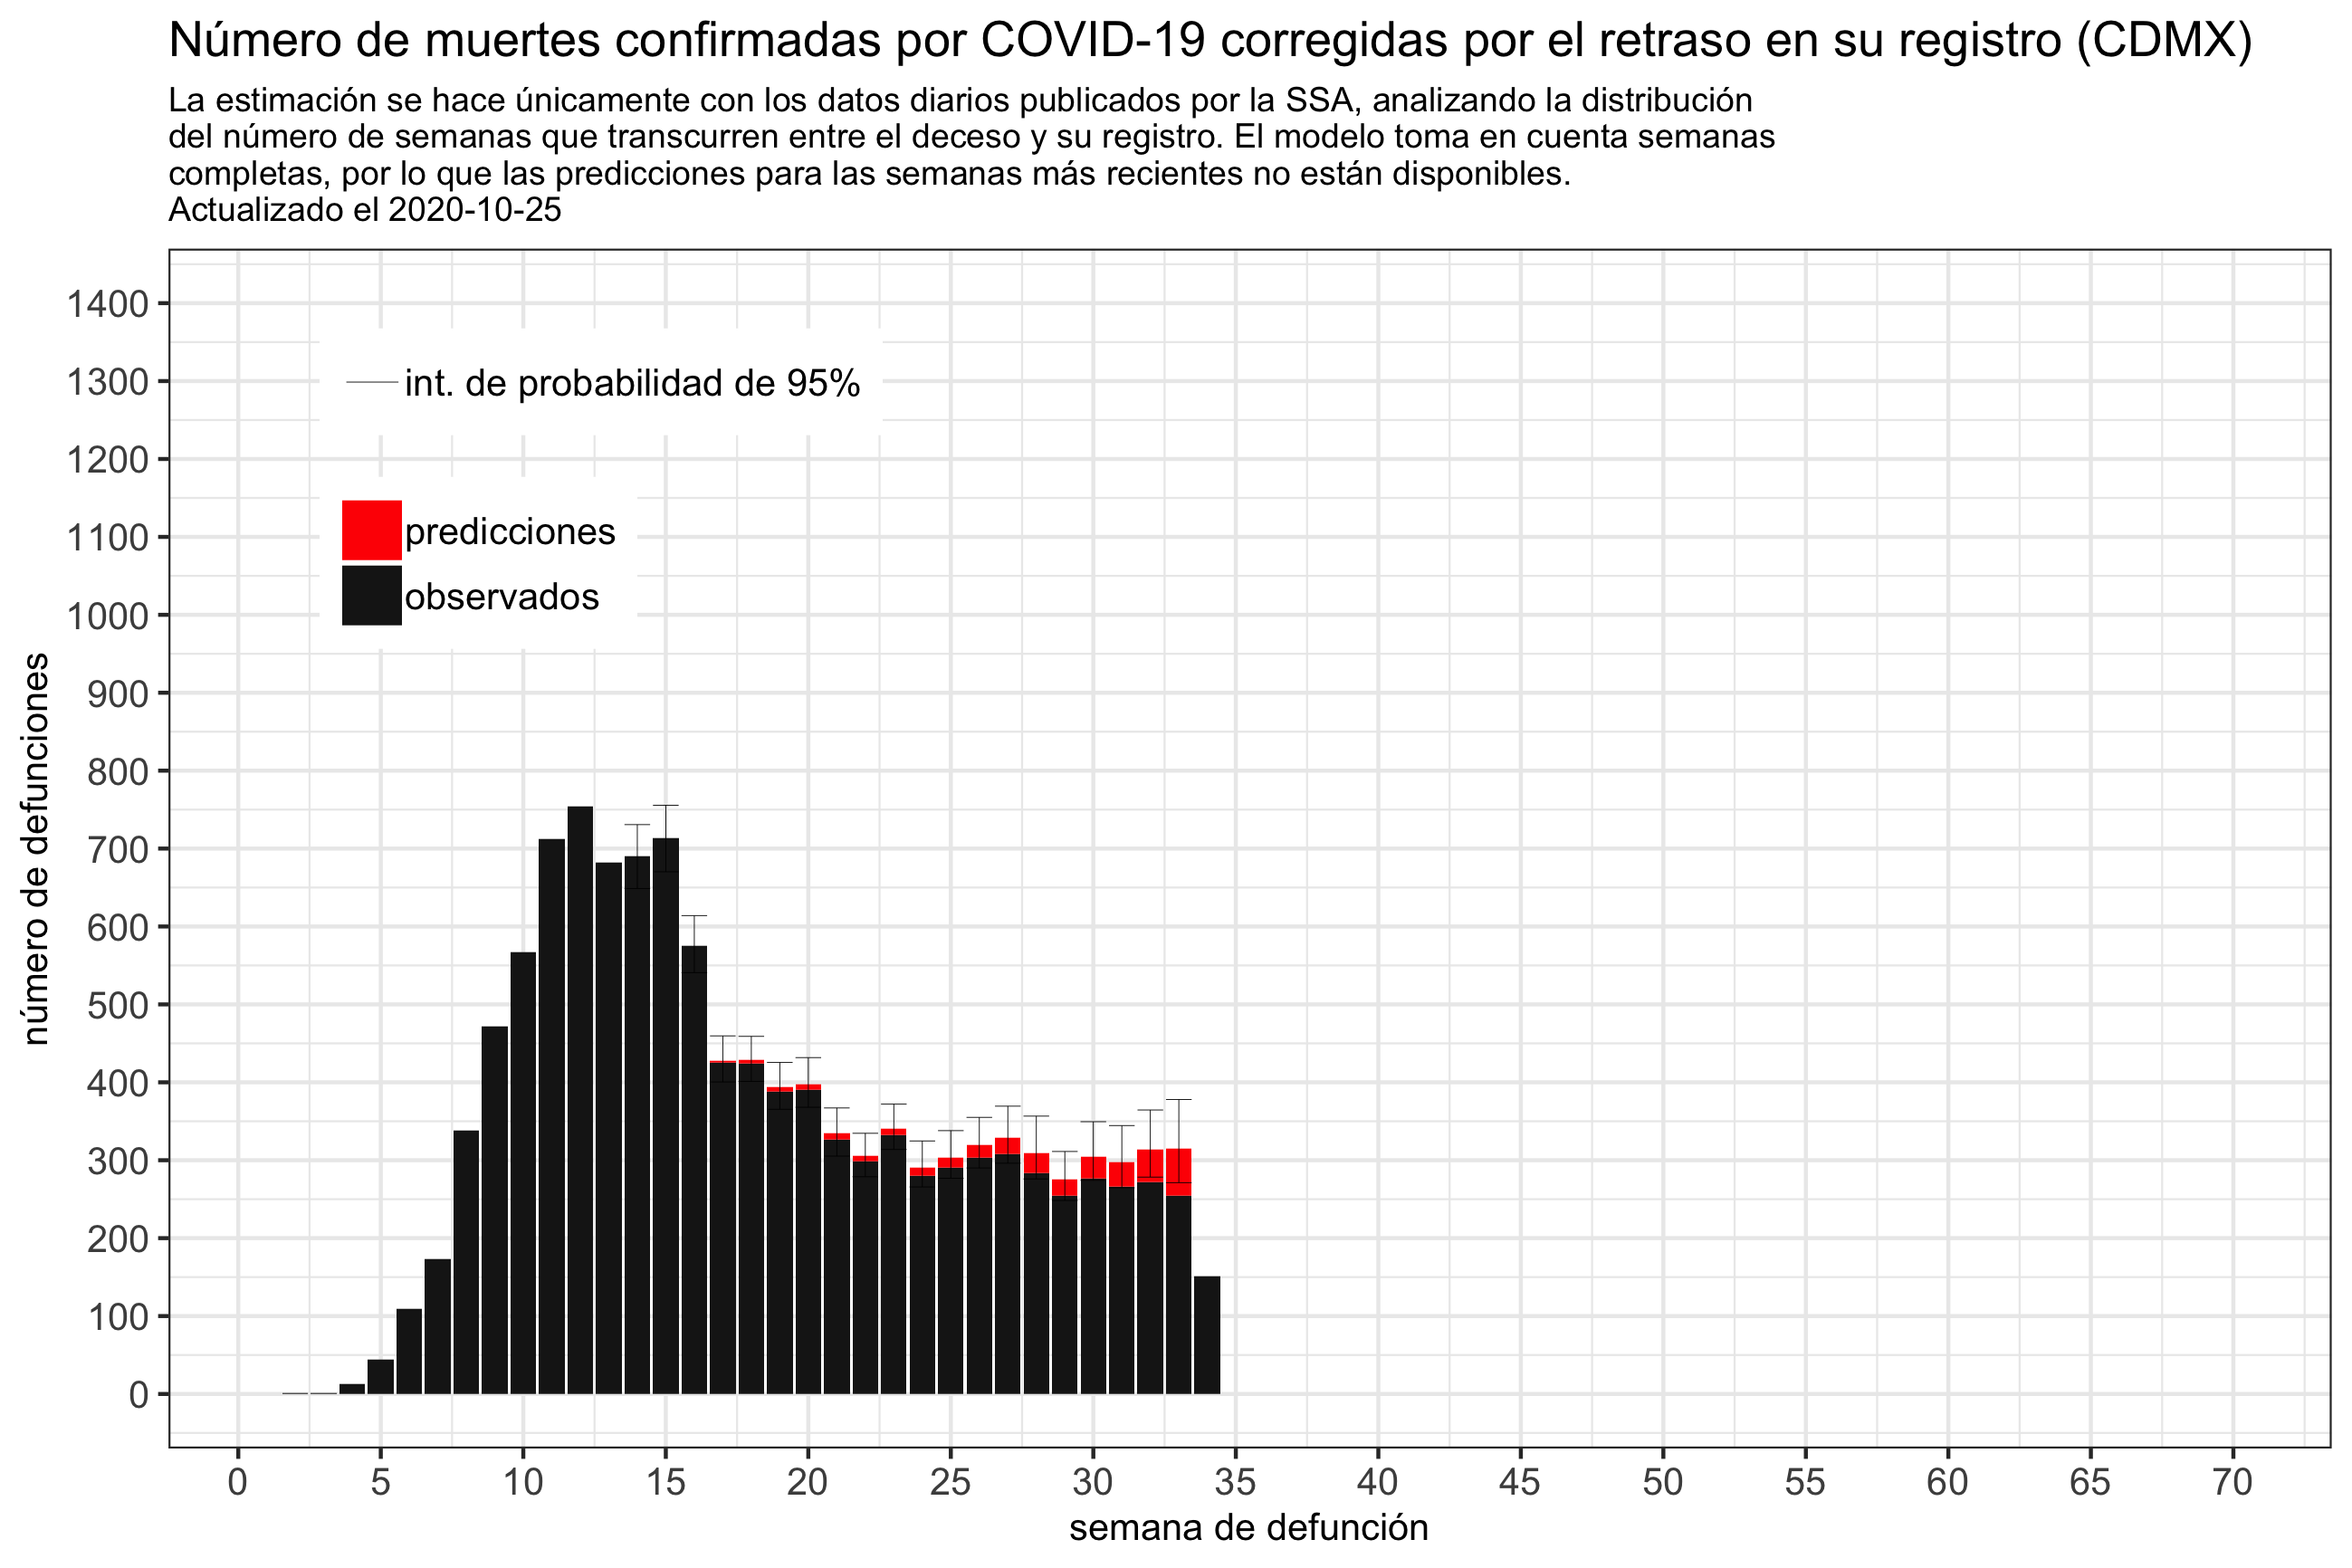 Número de muertes confirmadas por COVID-19 corregidas por el retraso en su registro (CDMX)
La estimación se hace únicamente con los datos diarios publicados por la SSA, analizando la distribución
del número de semanas que transcurren entre el deceso y su registro. El modelo toma en cuenta semanas
completas, por lo que las predicciones para las semanas más recientes no están disponibles.
Actualizado el 2020-10-25
1400
1300
1200
1100
1000
900
800
700
600
500
400
300
200
100
0
número de defunciones
int. de probabilidad de 95%
predicciones
observados
0 5 10 15 20 25 30 35 40 45 50 55 60 65 70
semana de defunción